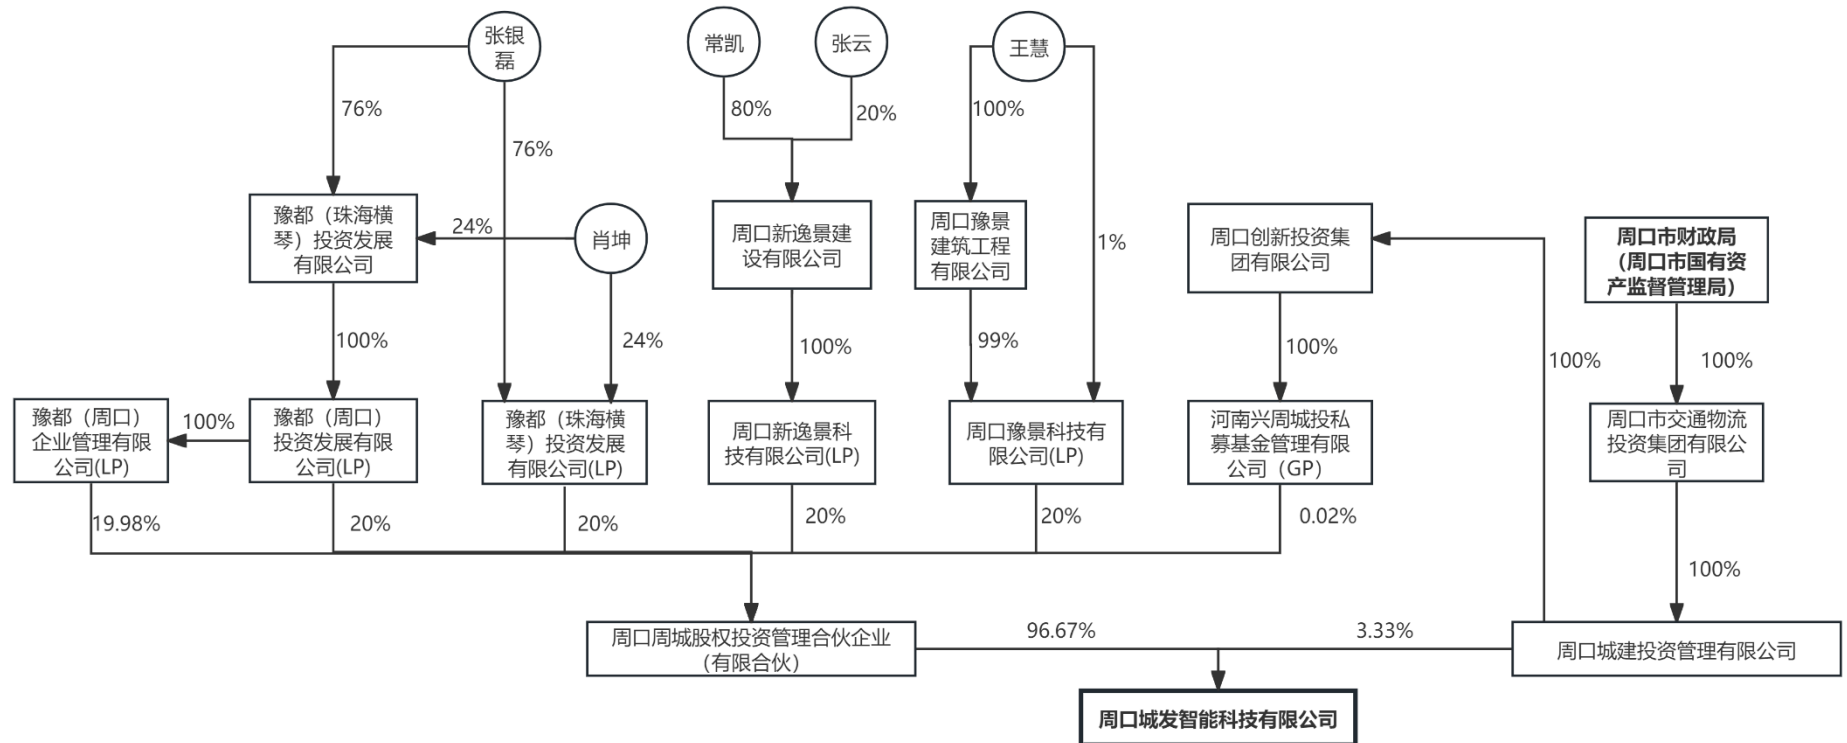 张银
磊
常凯
张云
王慧
76%
80%
20%
100%
76%
豫都（珠海横
琴）投资发展
有限公司
24%
肖坤
周口新逸景建
设有限公司
周口豫景
建筑工程
有限公司
1%
周口创新投资集
团有限公司
周口市财政局
（周口市国有资
产监督管理局）
100%
24%
100%
99%
100%
100%
100%
豫都（周口）
企业管理有限
公司(LP)
100%
豫都（周口）
投资发展有限
公司(LP)
豫都（珠海横
琴）投资发展
有限公司(LP)
周口新逸景科
技有限公司(LP)
周口豫景科技有
限公司(LP)
河南兴周城投私
募基金管理有限
公司（GP）
周口市交通物流
投资集团有限公
司
19.98%
20%
20%
20%
20%
0.02%
100%
周口周城股权投资管理合伙企业
（有限合伙）
96.67%
3.33%
周口城建投资管理有限公司
周口城发智能科技有限公司